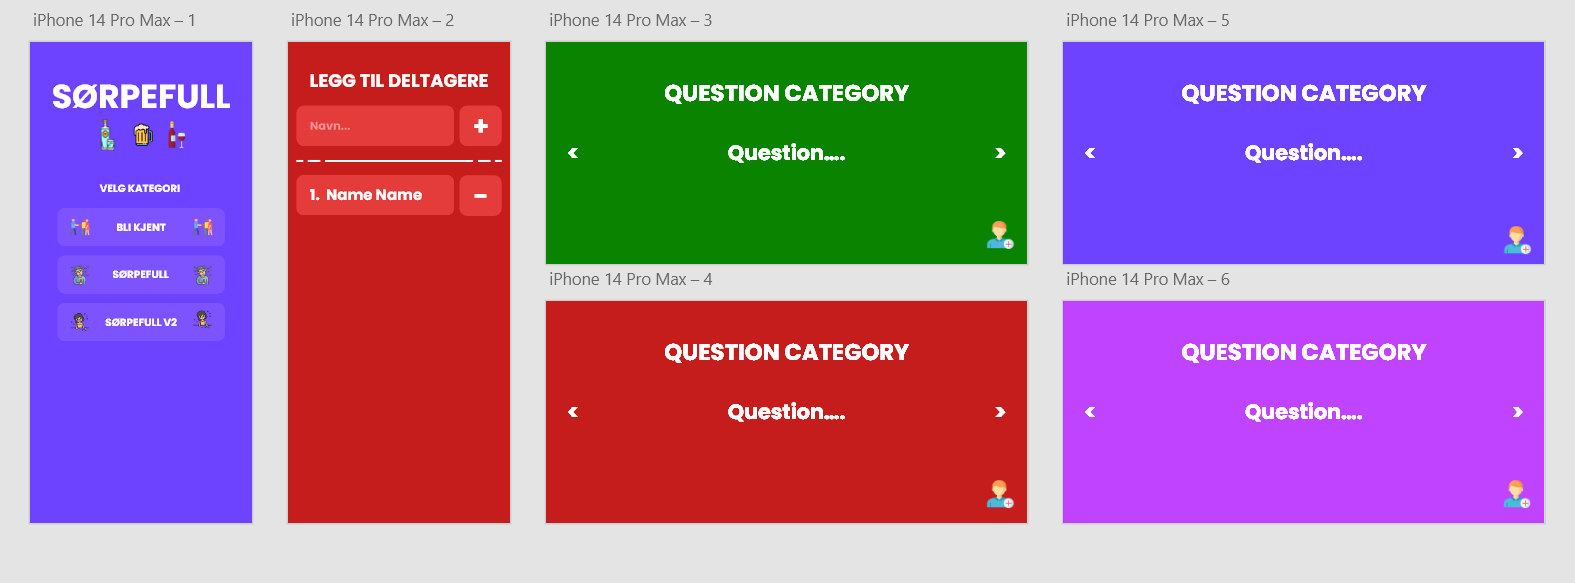 iPhone 14 Pro Max – 1
SØRPEFULL
VELG KATEGORI
BLI KJENT
SØRPEFULL
SØRPEFULL V2
iPhone 14 Pro Max – 2
LEGG TIL DELTAGERE
Navn...
+
1. Name Name
−
iPhone 14 Pro Max – 3
QUESTION CATEGORY
< Question.... >
iPhone 14 Pro Max – 4
QUESTION CATEGORY
< Question.... >
iPhone 14 Pro Max – 5
QUESTION CATEGORY
< Question.... >
iPhone 14 Pro Max – 6
QUESTION CATEGORY
< Question.... >